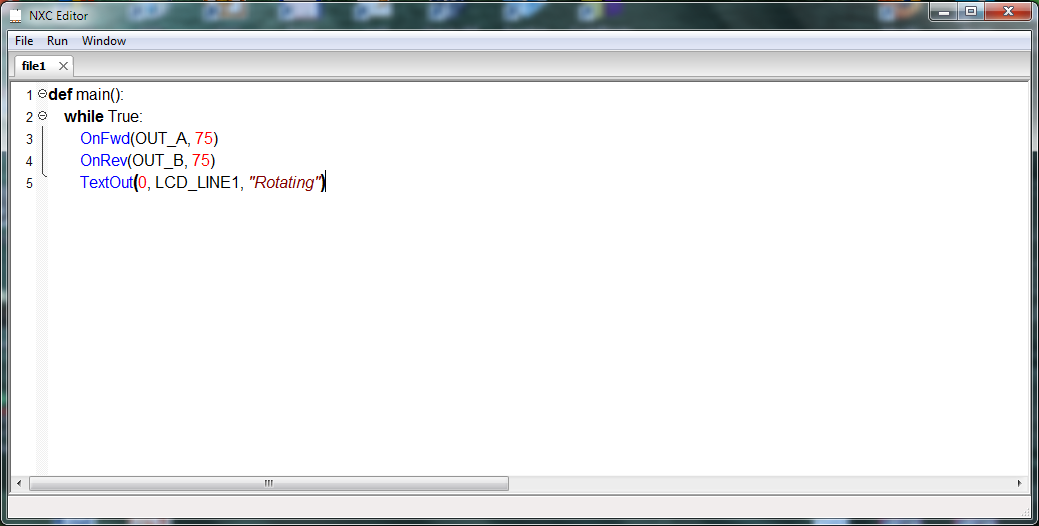 NXC Editor
File Run Window
file1
1 def main():
2 while True:
3 OnFwd(OUT_A, 75)
4 OnRev(OUT_B, 75)
5 TextOut(0, LCD_LINE1, "Rotating")